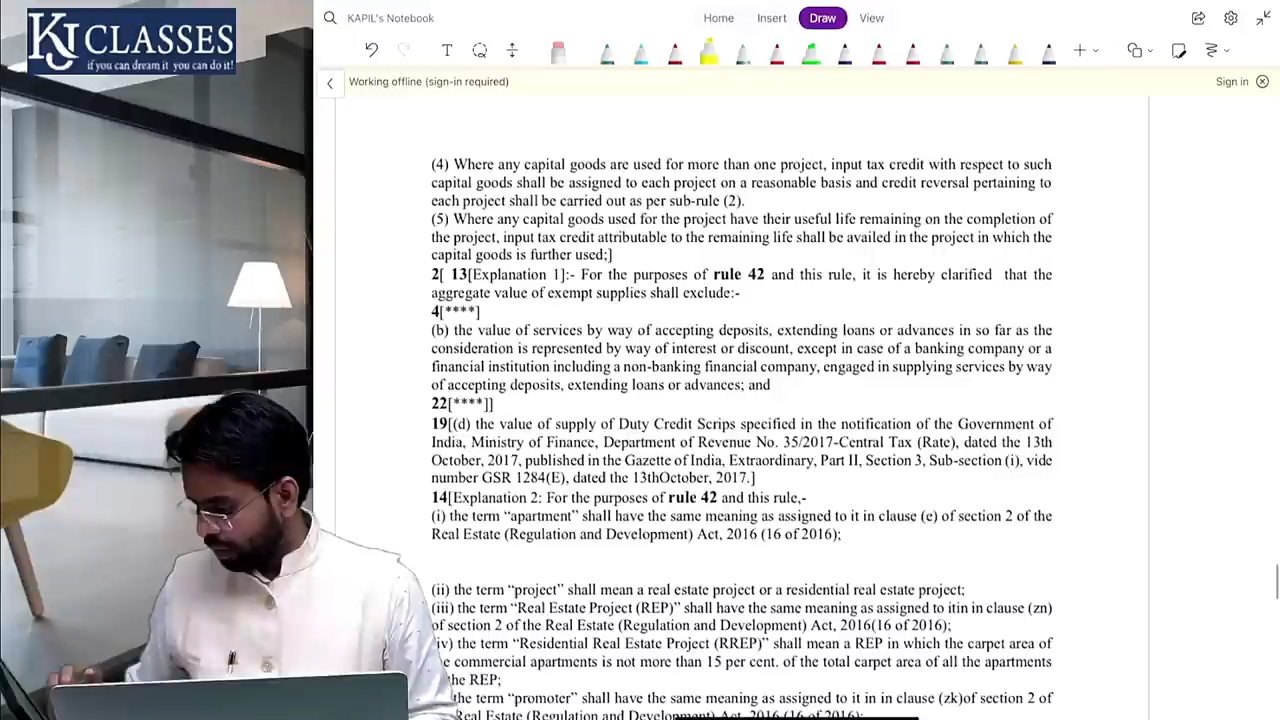 KJ CLASSES
if you can dream it you can do it!
KAPIL's Notebook
Home Insert Draw View
Working offline (sign-in required)
Sign in
(4) Where any capital goods are used for more than one project, input tax credit with respect to such
capital goods shall be assigned to each project on a reasonable basis and credit reversal pertaining to
each project shall be carried out as per sub-rule (2).
(5) Where any capital goods used for the project have their useful life remaining on the completion of
the project, input tax credit attributable to the remaining life shall be availed in the project in which the
capital goods is further used;]
2[ 13[Explanation 1]:- For the purposes of rule 42 and this rule, it is hereby clarified that the
aggregate value of exempt supplies shall exclude:-
4[****]
(b) the value of services by way of accepting deposits, extending loans or advances in so far as the
consideration is represented by way of interest or discount, except in case of a banking company or a
financial institution including a non-banking financial company, engaged in supplying services by way
of accepting deposits, extending loans or advances; and
22[****]]
19[(d) the value of supply of Duty Credit Scrips specified in the notification of the Government of
India, Ministry of Finance, Department of Revenue No. 35/2017-Central Tax (Rate), dated the 13th
October, 2017, published in the Gazette of India, Extraordinary, Part II, Section 3, Sub-section (i), vide
number GSR 1284(E), dated the 13thOctober, 2017.]
14[Explanation 2: For the purposes of rule 42 and this rule,-
(i) the term “apartment” shall have the same meaning as assigned to it in clause (e) of section 2 of the
Real Estate (Regulation and Development) Act, 2016 (16 of 2016);
(ii) the term “project” shall mean a real estate project or a residential real estate project;
(iii) the term “Real Estate Project (REP)” shall have the same meaning as assigned to itin in clause (zn)
of section 2 of the Real Estate (Regulation and Development) Act, 2016(16 of 2016);
iv) the term “Residential Real Estate Project (RREP)” shall mean a REP in which the carpet area of
commercial apartments is not more than 15 per cent. of the total carpet area of all the apartments
the REP;
the term “promoter” shall have the same meaning as assigned to it in in clause (zk)of section 2 of
Real Estate (Regulation and Development) Act, 2016 (16 of 2016);